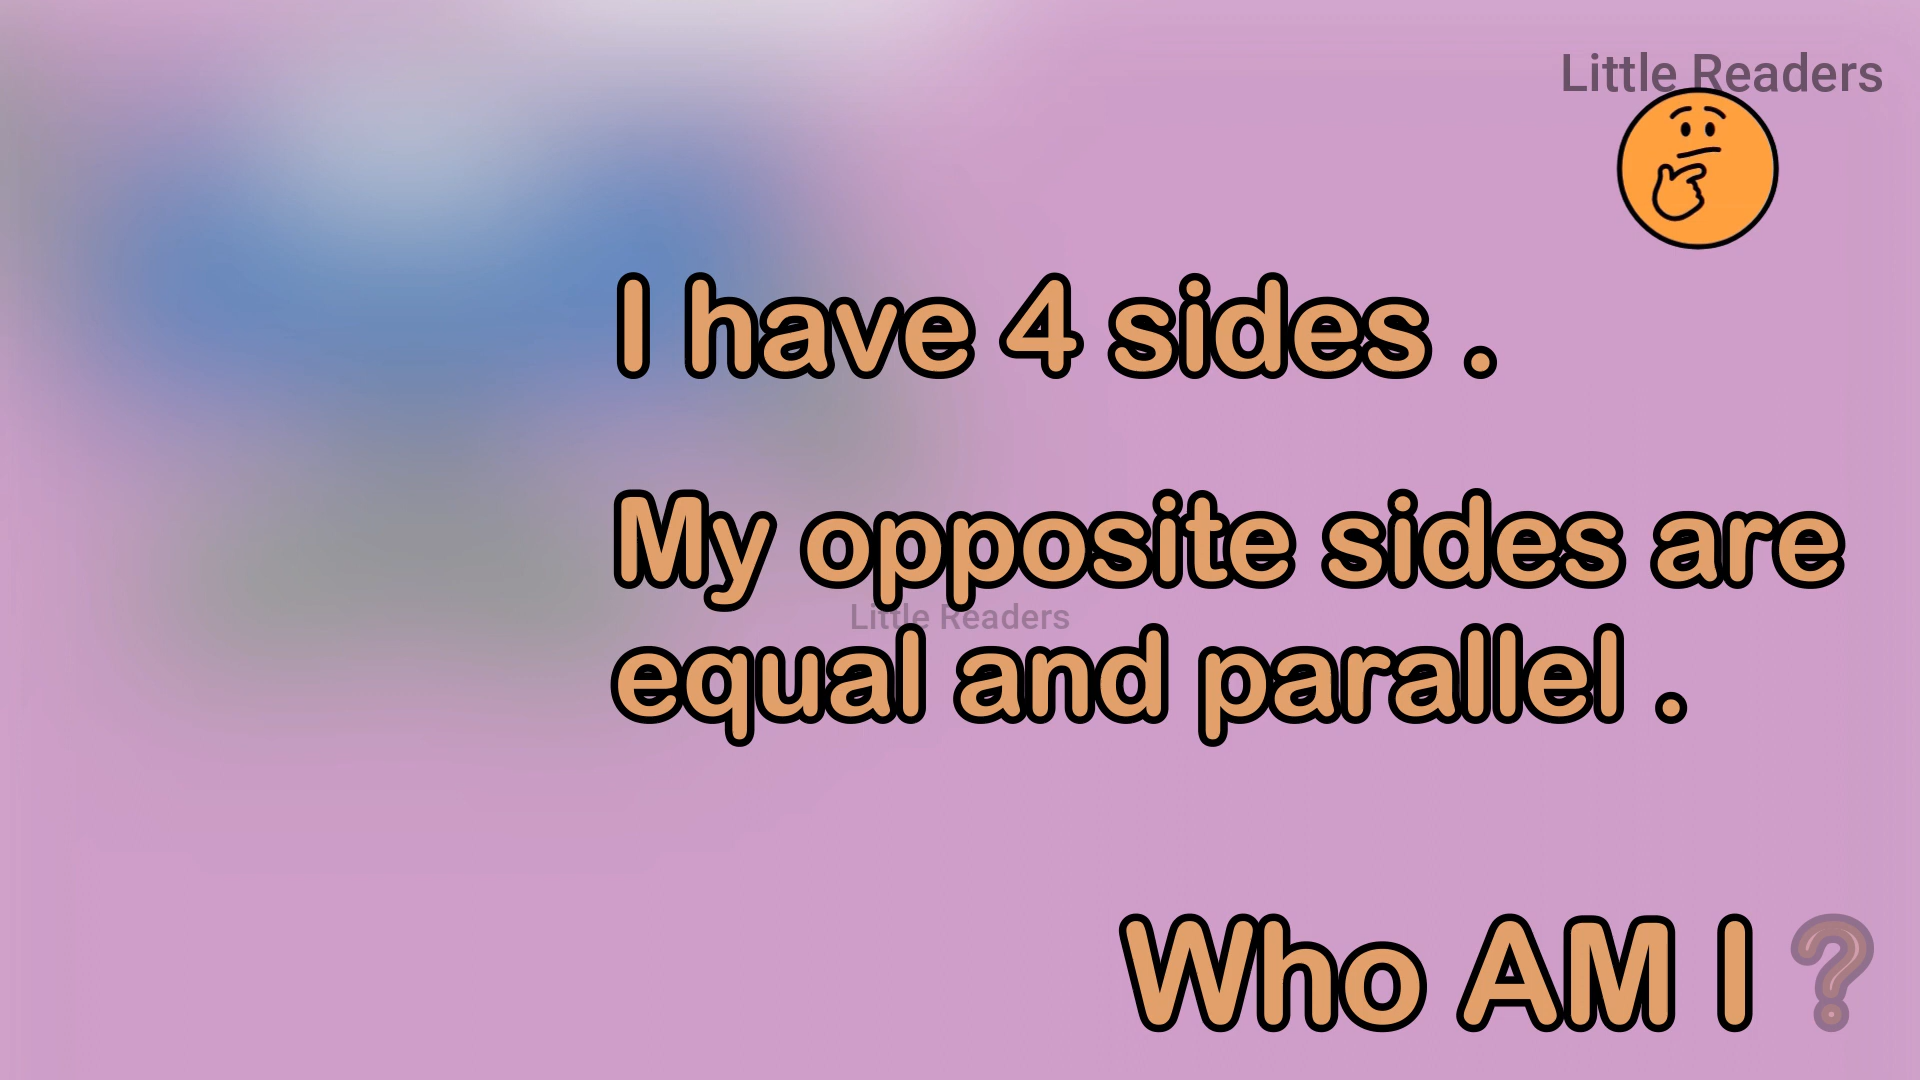 Little Readers
I have 4 sides .
My opposite sides are
Little Readers
equal and parallel .
Who AM I ?